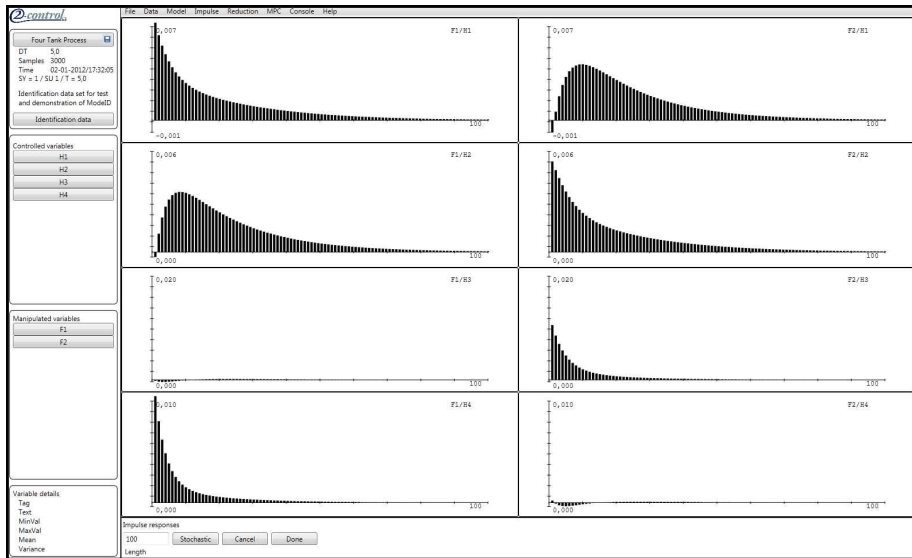 2-control
File Data Model Impulse Reduction MPC Console Help
Four Tank Process
DT 5,0
Samples 3000
Time 02-01-2012/17:32:05
SY = 1 / SU 1 / T = 5,0
Identification data set for test
and demonstration of ModelD
Identification data
Controlled variables
H1
H2
H3
H4
Manipulated variables
F1
F2
Variable details
Tag
Text
MinVal
MaxVal
Mean
Variance
0,007 F1/H1
100
-0,001
0,007 F2/H1
100
-0,001
0,006 F1/H2
100
0,000
0,006 F2/H2
100
0,000
0,020 F1/H3
100
0,000
0,020 F2/H3
100
0,000
0,010 F1/H4
100
0,000
0,010 F2/H4
100
0,000
Impulse responses
100 Stochastic Cancel Done
Length